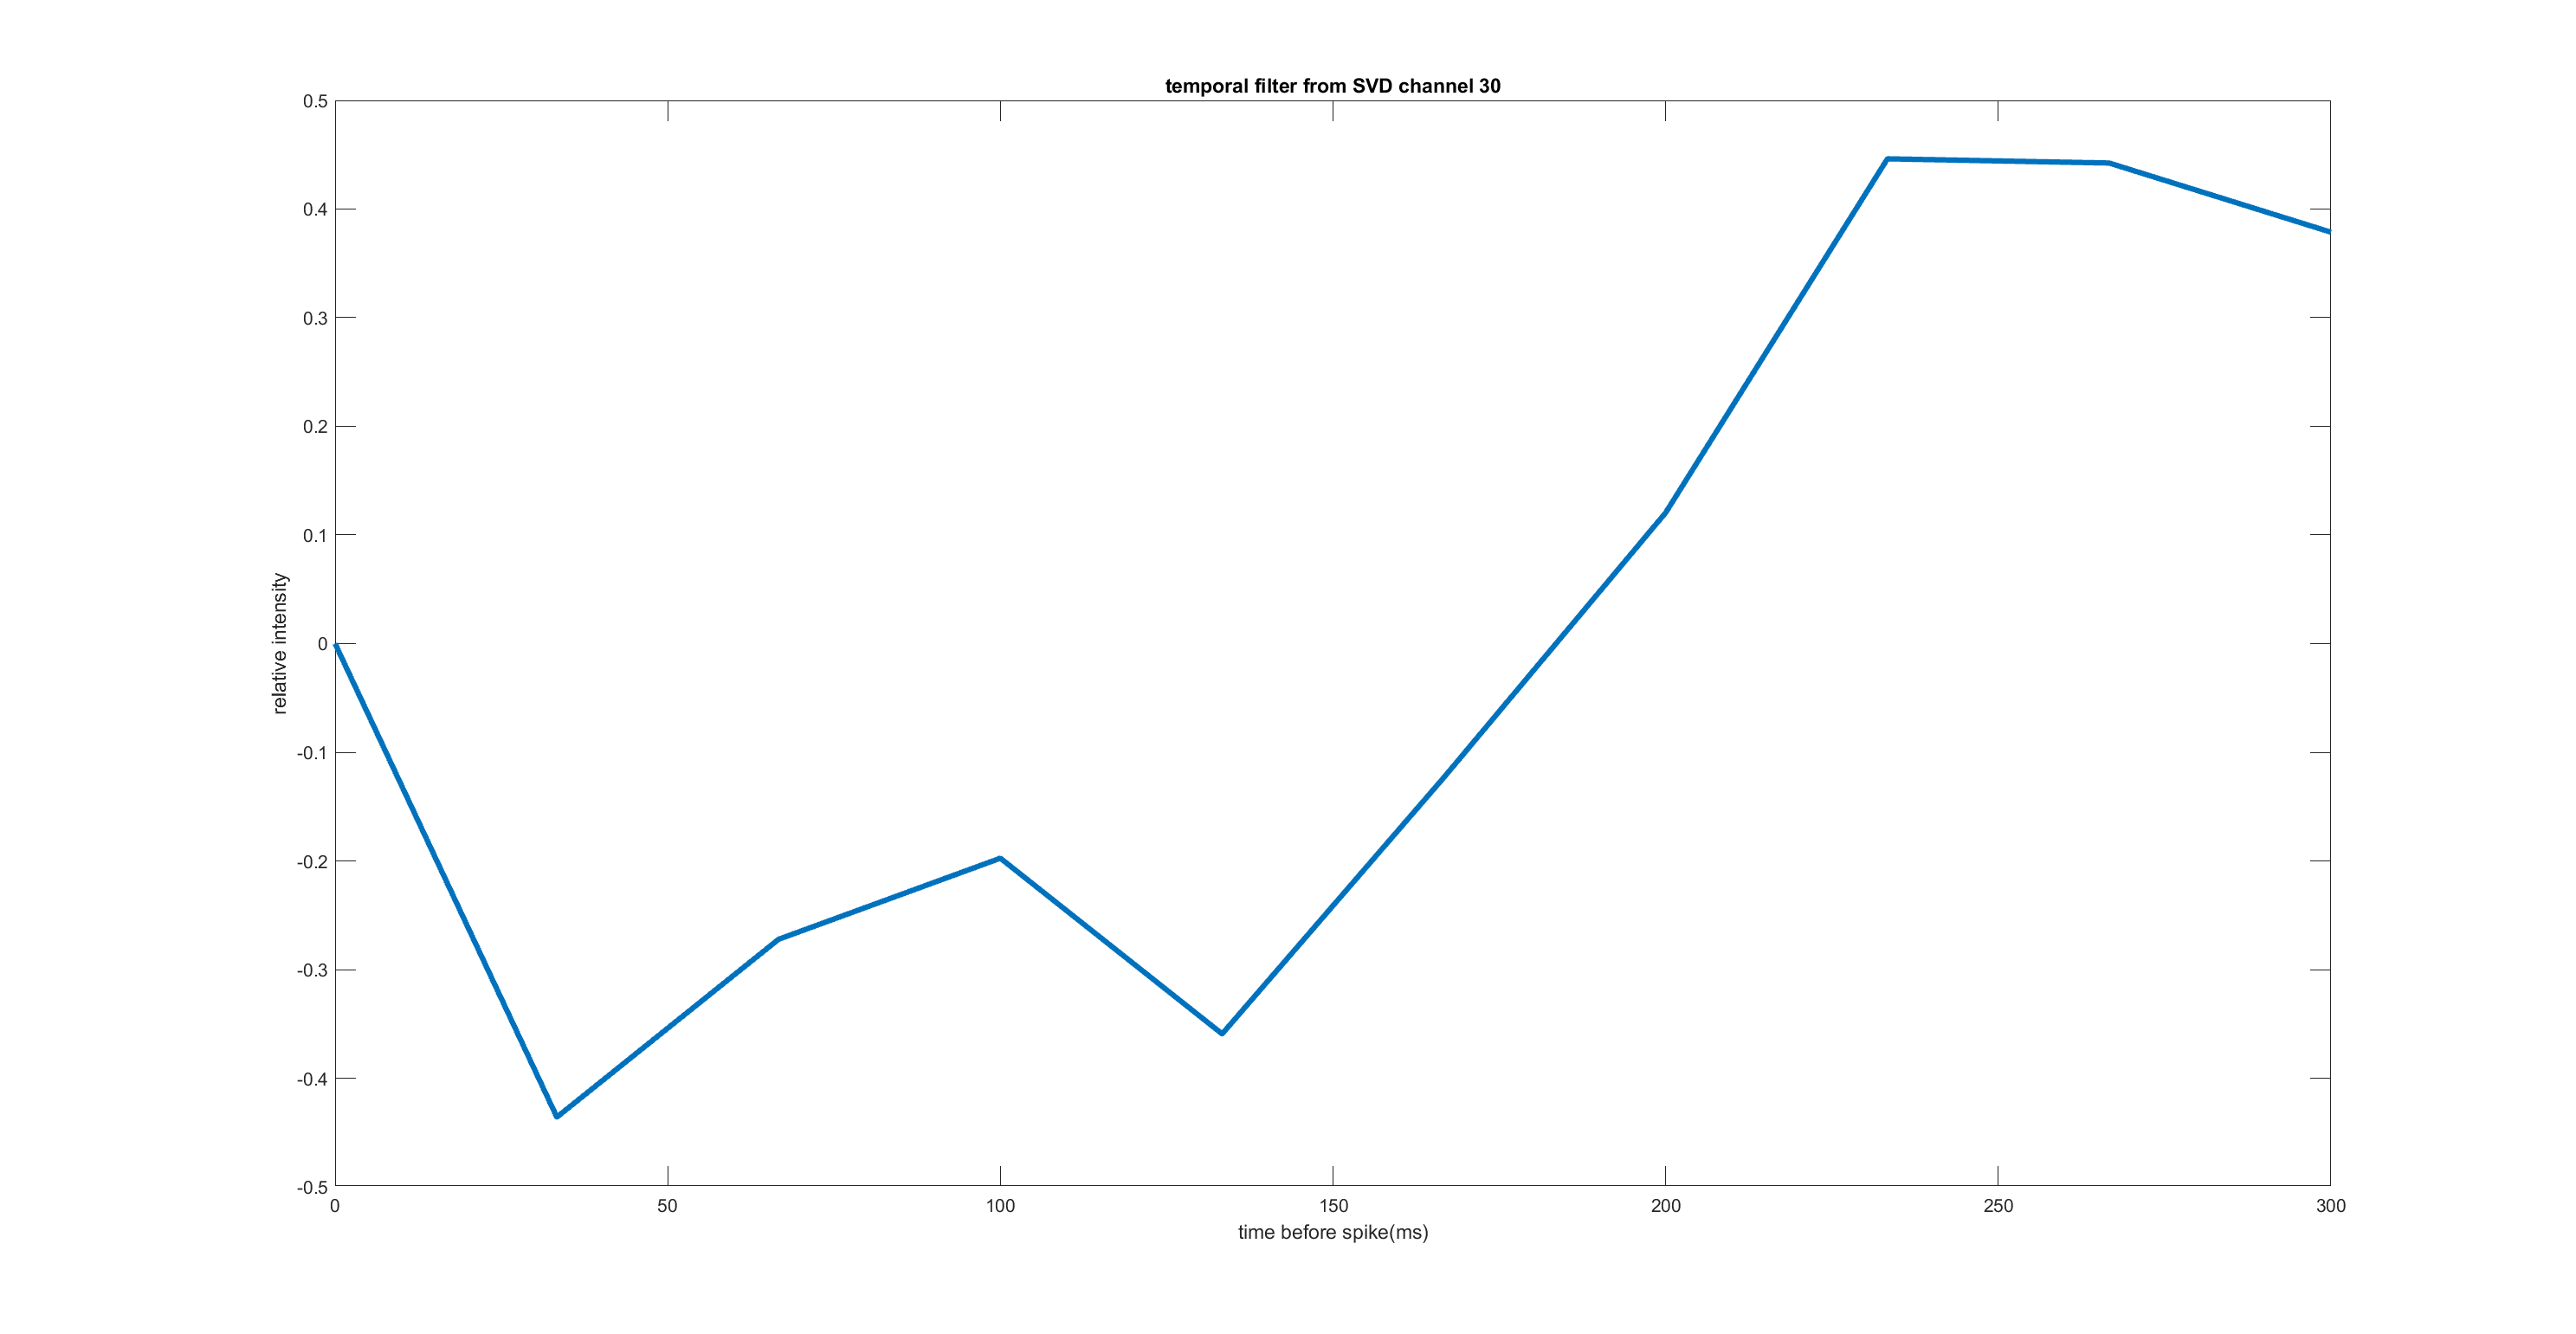 temporal filter from SVD channel 30
0.5
0.4
0.3
0.2
0.1
0
-0.1
-0.2
-0.3
-0.4
-0.5
relative intensity
0 50 100 150 200 250 300
time before spike(ms)